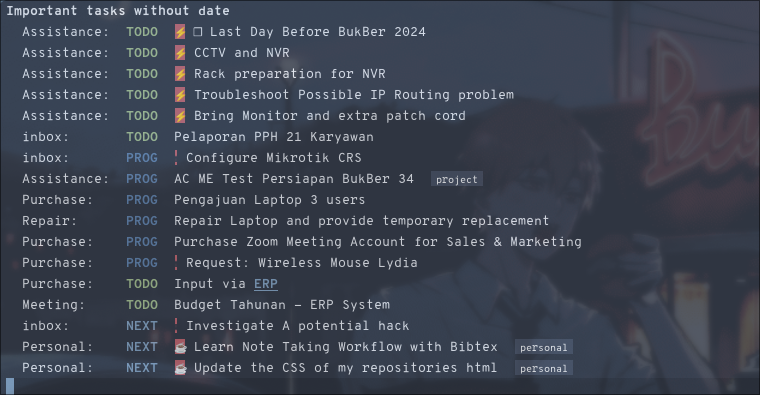 Important tasks without date
Assistance: TODO ⚡ ❐ Last Day Before BukBer 2024
Assistance: TODO ⚡ CCTV and NVR
Assistance: TODO ⚡ Rack preparation for NVR
Assistance: TODO ⚡ Troubleshoot Possible IP Routing problem
Assistance: TODO ⚡ Bring Monitor and extra patch cord
inbox: TODO Pelaporan PPH 21 Karyawan
inbox: PROG ¦ Configure Mikrotik CRS
Assistance: PROG AC ME Test Persiapan BukBer 34 project
Purchase: PROG Pengajuan Laptop 3 users
Repair: PROG Repair Laptop and provide temporary replacement
Purchase: PROG Purchase Zoom Meeting Account for Sales & Marketing
Purchase: PROG ¦ Request: Wireless Mouse Lydia
Purchase: TODO Input via ERP
Meeting: TODO Budget Tahunan – ERP System
inbox: NEXT ¦ Investigate A potential hack
Personal: NEXT ☕ Learn Note Taking Workflow with Bibtex personal
Personal: NEXT ☕ Update the CSS of my repositories html personal